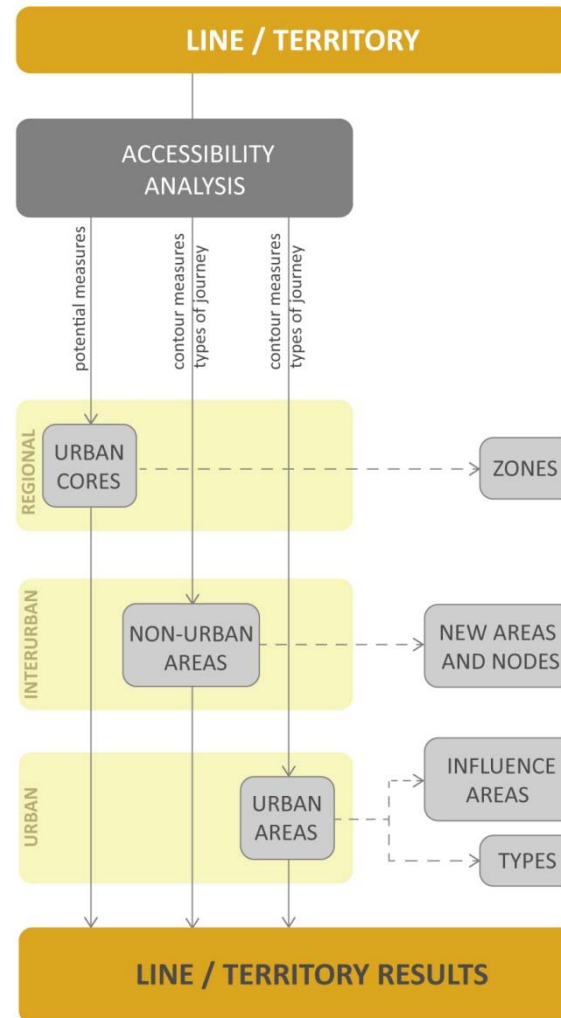 LINE / TERRITORY
ACCESSIBILITY
ANALYSIS
potential measures
contour measures
types of journey
contour measures
types of journey
REGIONAL
URBAN
CORES
ZONES
INTERURBAN
NON-URBAN
AREAS
NEW AREAS
AND NODES
URBAN
URBAN
AREAS
INFLUENCE
AREAS
TYPES
LINE / TERRITORY RESULTS